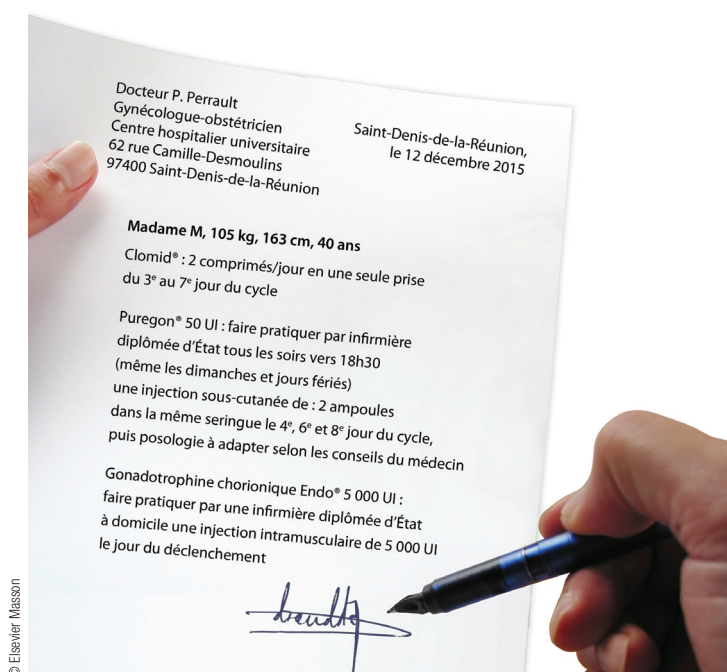 Docteur P. Perrault
Gynécologue-obstétricien
Centre hospitalier universitaire
62 rue Camille-Desmoulins
97400 Saint-Denis-de-la-Réunion
Saint-Denis-de-la-Réunion,
le 12 décembre 2015
Madame M, 105 kg, 163 cm, 40 ans
Clomid® : 2 comprimés/jour en une seule prise
du 3e au 7e jour du cycle
Puregon® 50 UI : faire pratiquer par infirmière
diplômée d'État tous les soirs vers 18h30
(même les dimanches et jours fériés)
une injection sous-cutanée de : 2 ampoules
dans la même seringue le 4e, 6e et 8e jour du cycle,
puis posologie à adapter selon les conseils du médecin
Gonadotrophine chorionique Endo® 5 000 UI :
faire pratiquer par une infirmière diplômée d'État
à domicile une injection intramusculaire de 5 000 UI
le jour du déclenchement
© Elsevier Masson